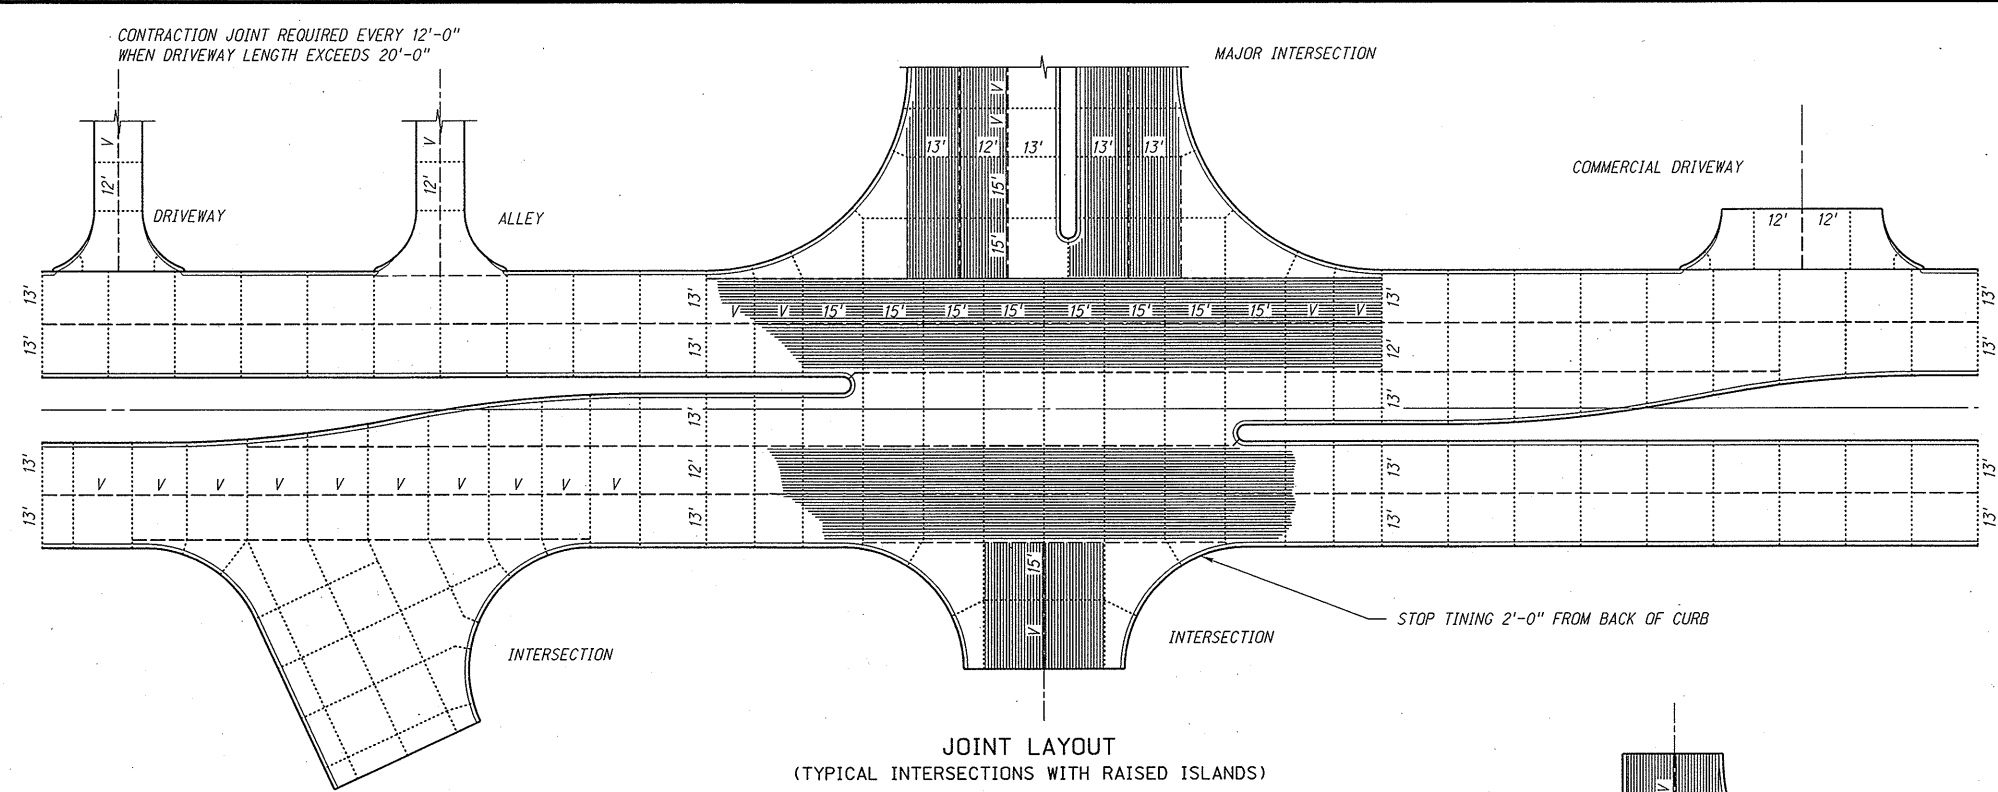 CONTRACTION JOINT REQUIRED EVERY 12'-0"
WHEN DRIVEWAY LENGTH EXCEEDS 20'-0"
MAJOR INTERSECTION
COMMERCIAL DRIVEWAY
V
V
V
V
13'
12'
13'
13'
13'
12'
12'
15'
15'
DRIVEWAY
ALLEY
12'
12'
13'
13'
13'
13'
V
V
15'
15'
15'
15'
15'
15'
15'
15'
V
V
13'
13'
13'
12'
13'
13'
13'
13'
13'
12'
13'
13'
13'
13'
13'
V
V
V
V
V
V
V
V
V
V
15'
V
STOP TINING 2'-0" FROM BACK OF CURB
INTERSECTION
INTERSECTION
JOINT LAYOUT
(TYPICAL INTERSECTIONS WITH RAISED ISLANDS)
V